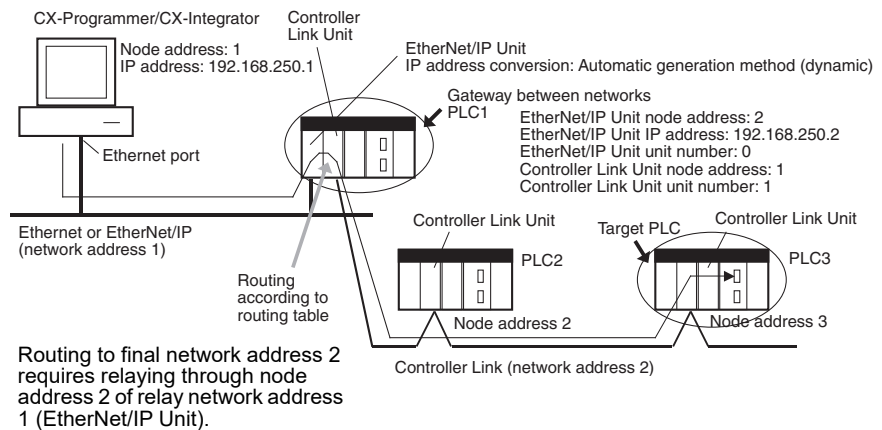 CX-Programmer/CX-Integrator
Node address: 1
IP address: 192.168.250.1
Controller
Link Unit
EtherNet/IP Unit
IP address conversion: Automatic generation method (dynamic)
Gateway between networks
PLC1
EtherNet/IP Unit node address: 2
EtherNet/IP Unit IP address: 192.168.250.2
EtherNet/IP Unit unit number: 0
Controller Link Unit node address: 1
Controller Link Unit unit number: 1
Ethernet port
Ethernet or EtherNet/IP
(network address 1)
Routing
according to
routing table
Controller Link Unit
PLC2
Node address 2
Target PLC
Controller Link Unit
PLC3
Node address 3
Controller Link (network address 2)
Routing to final network address 2
requires relaying through node
address 2 of relay network address
1 (EtherNet/IP Unit).